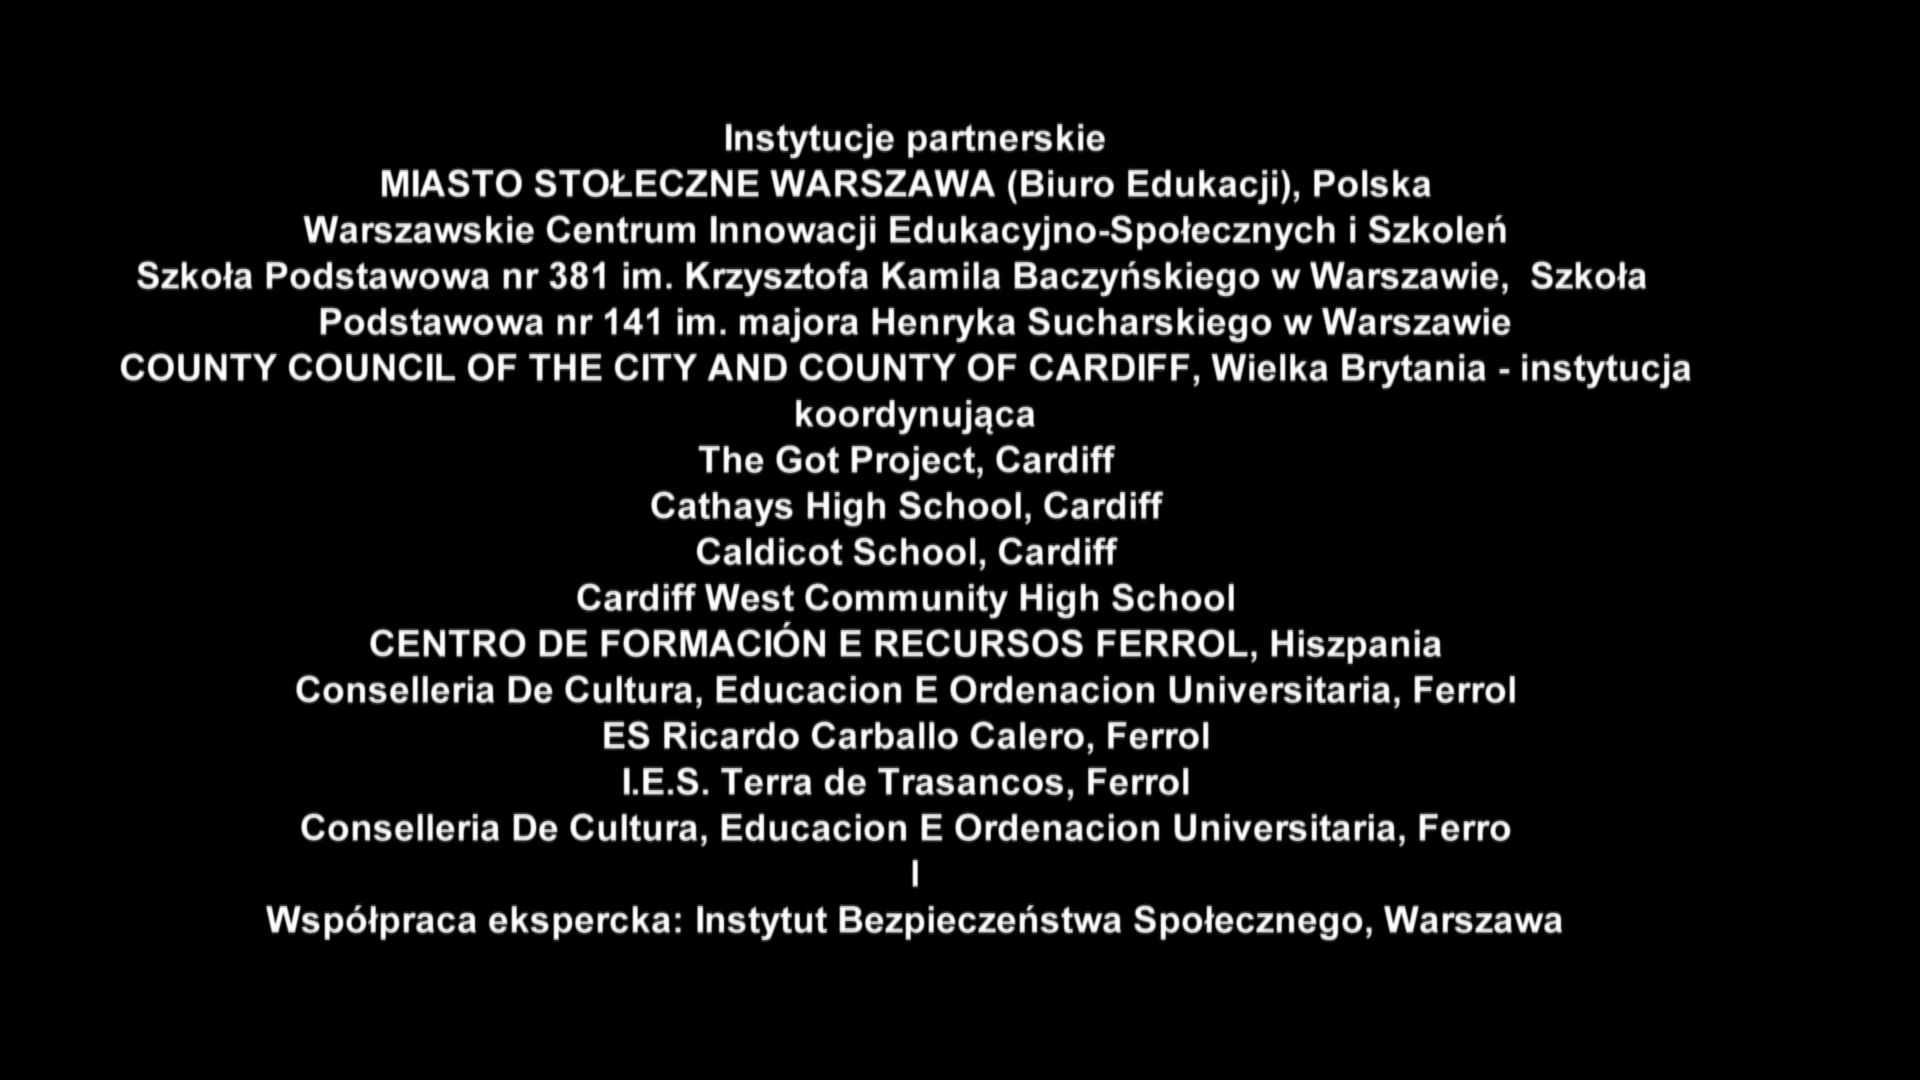 Instytucje partnerskie
MIASTO STOŁECZNE WARSZAWA (Biuro Edukacji), Polska
Warszawskie Centrum Innowacji Edukacyjno-Społecznych i Szkoleń
Szkoła Podstawowa nr 381 im. Krzysztofa Kamila Baczyńskiego w Warszawie,  Szkoła
Podstawowa nr 141 im. majora Henryka Sucharskiego w Warszawie
COUNTY COUNCIL OF THE CITY AND COUNTY OF CARDIFF, Wielka Brytania - instytucja
koordynująca
The Got Project, Cardiff
Cathays High School, Cardiff
Caldicot School, Cardiff
Cardiff West Community High School
CENTRO DE FORMACIÓN E RECURSOS FERROL, Hiszpania
Conselleria De Cultura, Educacion E Ordenacion Universitaria, Ferrol
ES Ricardo Carballo Calero, Ferrol
I.E.S. Terra de Trasancos, Ferrol
Conselleria De Cultura, Educacion E Ordenacion Universitaria, Ferro
l
Współpraca ekspercka: Instytut Bezpieczeństwa Społecznego, Warszawa